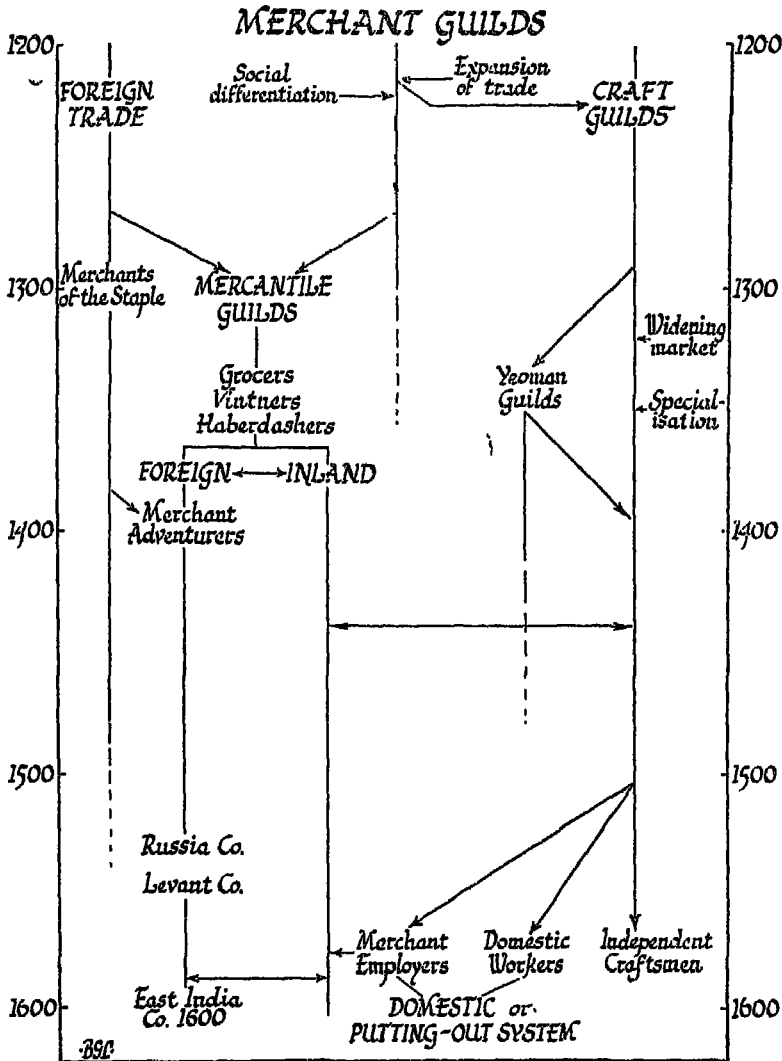 MERCHANT GUILDS
1200
1200
FOREIGN
TRADE
Social
differentiation
Expansion
of trade
CRAFT
GUILDS
1300
Merchants
of the Staple
MERCANTILE
GUILDS
1300
Widening
market
Grocers
Vintners
Haberdashers
Yeoman
Guilds
Special-
isation
FOREIGN
INLAND
Merchant
Adventurers
1400
1400
1500
1500
Russia Co.
Levant Co.
Merchant
Employers
Domestic
Workers
Independent
Craftsmen
East India
Co. 1600
DOMESTIC or
PUTTING-OUT SYSTEM
1600
1600